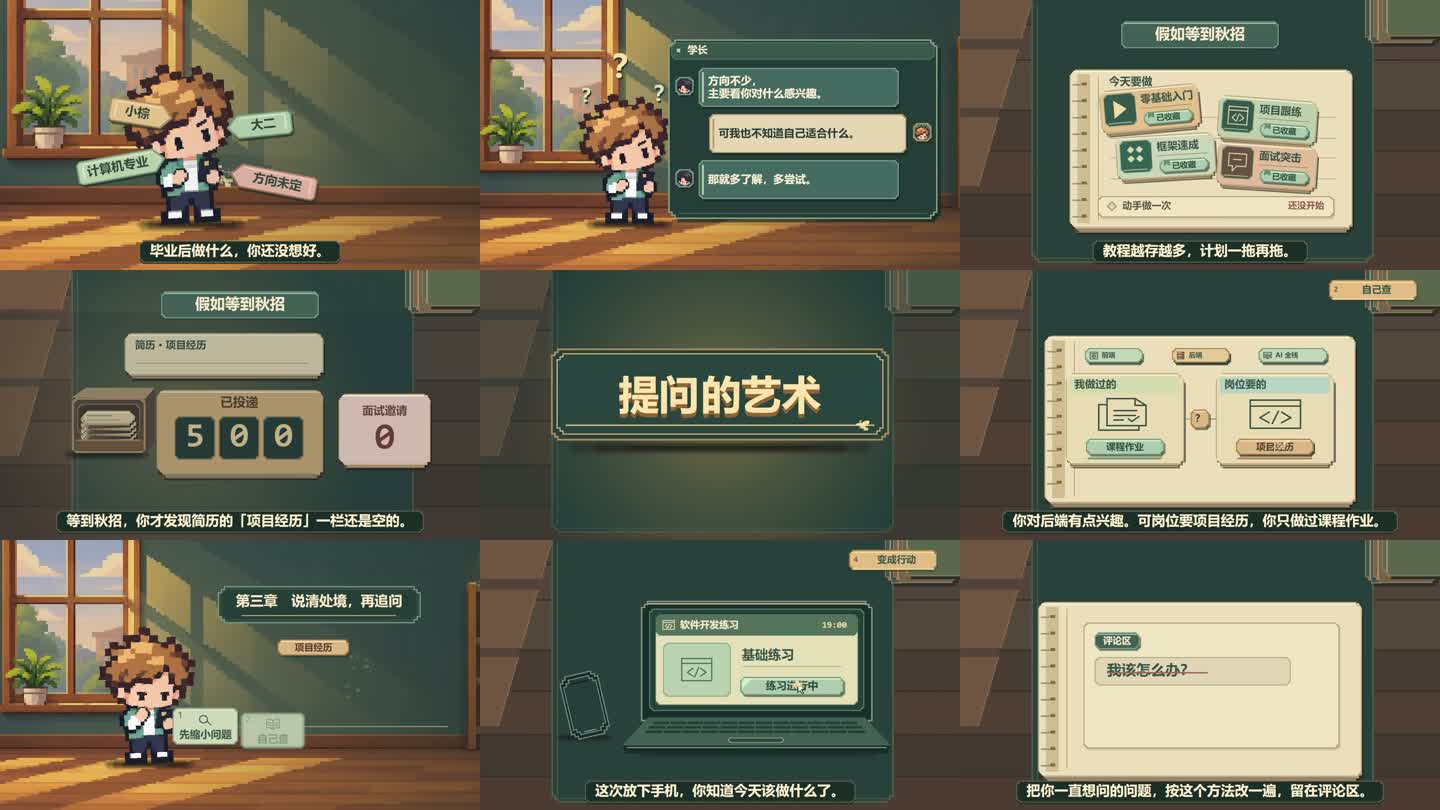 小棕
大二
计算机专业
方向未定
毕业后做什么，你还没想好。
学长
方向不少，
主要看你对什么感兴趣。
可我也不知道自己适合什么。
那就多了解，多尝试。
?
?
?
假如等到秋招
今天要做
零基础入门
已收藏
项目跟练
已收藏
框架速成
已收藏
面试突击
已收藏
动手做一次
还没开始
教程越存越多，计划一拖再拖。
假如等到秋招
简历·项目经历
已投递
500
面试邀请
0
等到秋招，你才发现简历的「项目经历」一栏还是空的。
提问的艺术
2 自己查
前端
后端
AI 全栈
我做过的
课程作业
?
岗位要的
</>
项目经历
你对后端有点兴趣。可岗位要项目经历，你只做过课程作业。
第三章 说清处境，再追问
项目经历
1
先缩小问题
自己查
4 变成行动
软件开发练习
19:00
</>
基础练习
练习进行中
这次放下手机，你知道今天该做什么了。
评论区
我该怎么办?
把你一直想问的问题，按这个方法改一遍，留在评论区。